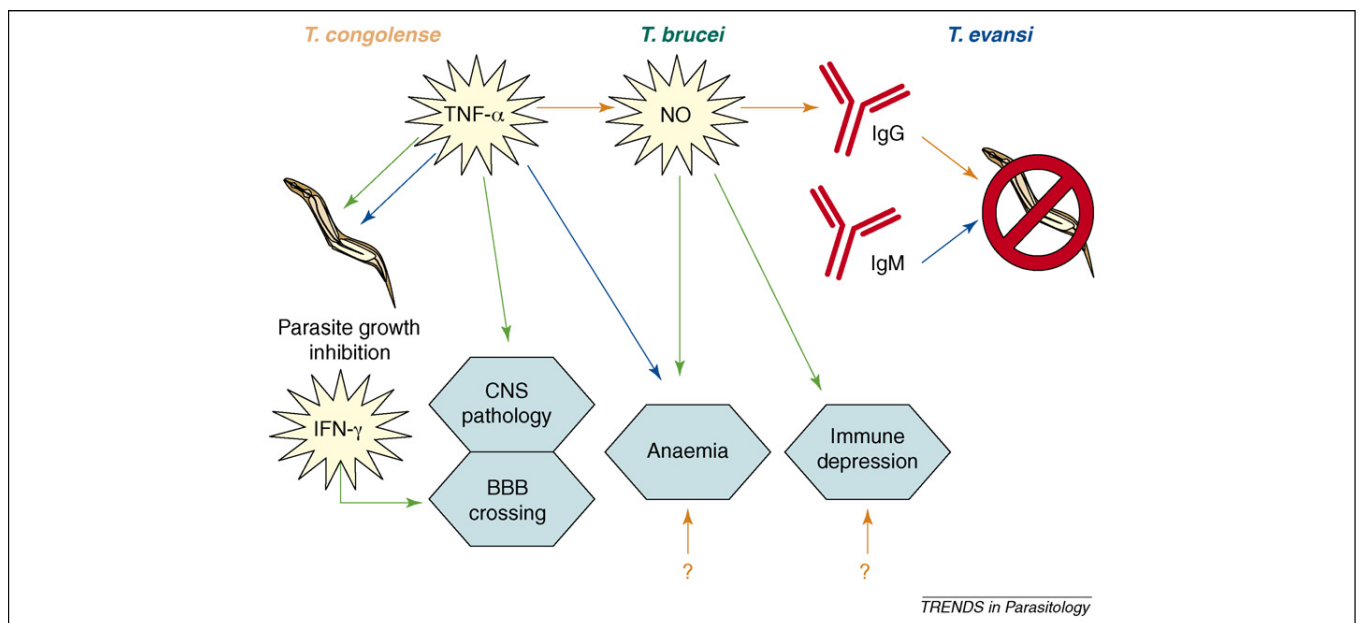 T. congolense
T. brucei
T. evansi
TNF-α
NO
IgG
IgM
Parasite growth
inhibition
IFN-γ
CNS
pathology
BBB
crossing
Anaemia
Immune
depression
?
?
TRENDS in Parasitology